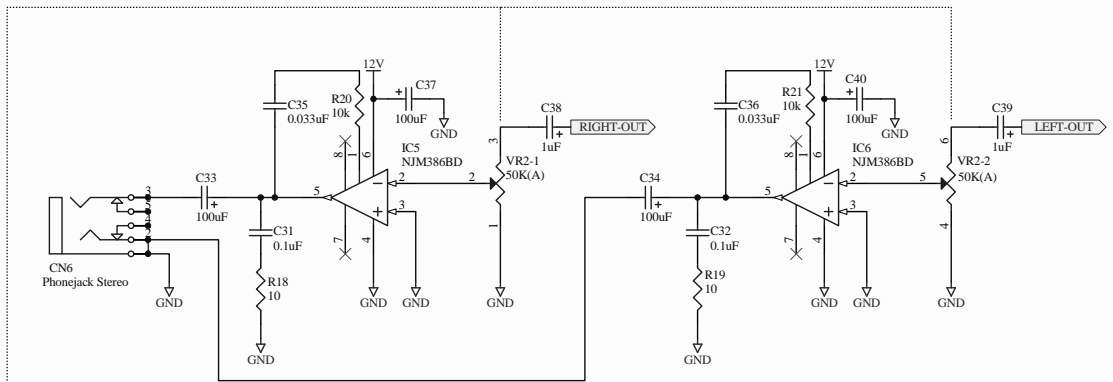 12V
C37
100uF
GND
R20
10k
C35
0.033uF
C38
1uF
RIGHT-OUT
3
8
1
6
IC5
NJM386BD
VR2-1
50K(A)
2
2
5
3
7
4
1
C33
100uF
C31
0.1uF
R18
10
GND
GND
GND
GND
3
5
4
2
1
CN6
Phonejack Stereo
GND
12V
C40
100uF
GND
R21
10k
C36
0.033uF
C39
1uF
LEFT-OUT
6
8
1
6
IC6
NJM386BD
VR2-2
50K(A)
2
5
5
3
7
4
4
C34
100uF
C32
0.1uF
R19
10
GND
GND
GND
GND